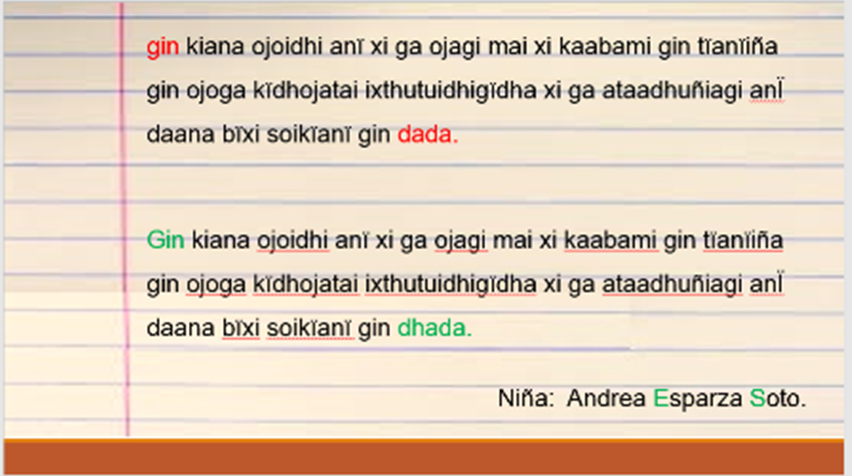 gin kiana ojoidhi anï xi ga ojagi mai xi kaabami gin tïanïiña
gin ojoga kïdhojatai ixthutuidhigïdha xi ga ataadhuñiagi anÏ
daana bïxi soikïanï gin dada.
Gin kiana ojoidhi anï xi ga ojagi mai xi kaabami gin tïanïiña
gin ojoga kïdhojatai ixthutuidhigïdha xi ga ataadhuñiagi anÏ
daana bïxi soikïanï gin dhada.
Niña: Andrea Esparza Soto.